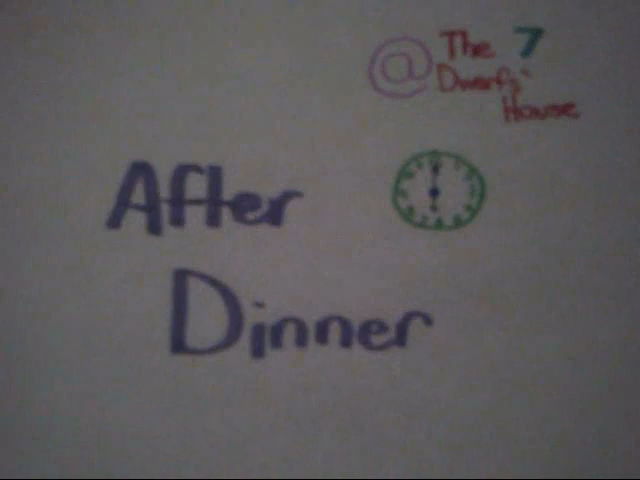 @ The 7
Dwarfs'
House
After
Dinner